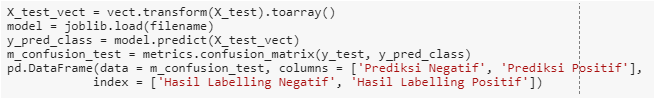 X_test_vect = vect.transform(X_test).toarray()
model = joblib.load(filename)
y_pred_class = model.predict(X_test_vect)
m_confusion_test = metrics.confusion_matrix(y_test, y_pred_class)
pd.DataFrame(data = m_confusion_test, columns = ['Prediksi Negatif', 'Prediksi Positif'],
index = ['Hasil Labelling Negatif', 'Hasil Labelling Positif'])